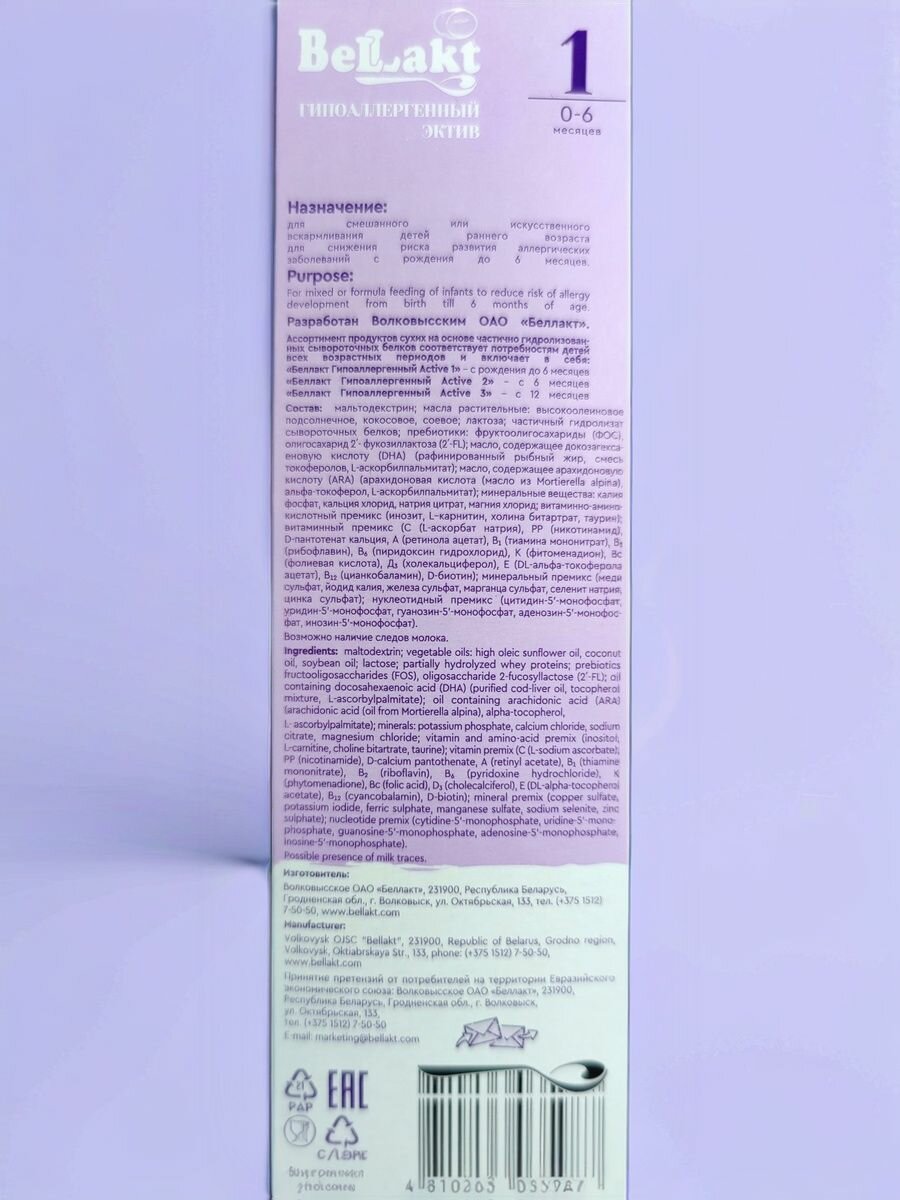 BeLLakt
ГИПОАЛЛЕРГЕННЫЙ
ЭКТИВ
1
0-6
месяцев
Назначение:
для смешанного или искусственного
вскармливания детей раннего возраста
для снижения риска развития аллергических
заболеваний с рождения до 6 месяцев.
Purpose:
For mixed or formula feeding of infants to reduce risk of allergy
development from birth till 6 months of age.
Разработан Волковысским ОАО «Беллакт».
Ассортимент продуктов сухих на основе частично гидролизован-
ных сывороточных белков соответствует потребностям детей
всех возрастных периодов и включает в себя:
«Беллакт Гипоаллергенный Active 1» – с рождения до 6 месяцев
«Беллакт Гипоаллергенный Active 2» – с 6 месяцев
«Беллакт Гипоаллергенный Active 3» – с 12 месяцев
Состав: мальтодекстрин; масла растительные: высокоолеиновое
подсолнечное, кокосовое, соевое; лактоза; частичный гидролизат
сывороточных белков; пребиотики: фруктоолигосахариды (ФОС),
олигосахарид 2'- фукозиллактоза (2'-FL); масло, содержащее докозагекса-
еновую кислоту (DHA) (рафинированный рыбный жир, смесь
токоферолов, L-аскорбилпальмитат); масло, содержащее арахидоновую
кислоту (ARA) (арахидоновая кислота (масло из Mortierella alpina),
альфа-токоферол, L-аскорбилпальмитат); минеральные вещества: калия
фосфат, кальция хлорид, натрия цитрат, магния хлорид; витаминно-амино-
кислотный премикс (инозит, L-карнитин, холина битартрат, таурин);
витаминный премикс (C (L-аскорбат натрия), PP (никотинамид),
D-пантотенат кальция, A (ретинола ацетат), B₁ (тиамина мононитрат), B₂
(рибофлавин), B₆ (пиридоксин гидрохлорид), К (фитоменадион), Bc
(фолиевая кислота), Д₃ (холекальциферол), E (DL-альфа-токоферола
ацетат), B₁₂ (цианкобаламин), D-биотин); минеральный премикс (меди
сульфат, йодид калия, железа сульфат, марганца сульфат, селенит натрия,
цинка сульфат); нуклеотидный премикс (цитидин-5'-монофосфат,
уридин-5'-монофосфат, гуанозин-5'-монофосфат, аденозин-5'-монофос-
фат, инозин-5'-монофосфат).
Возможно наличие следов молока.
Ingredients: maltodextrin; vegetable oils: high oleic sunflower oil, coconut
oil, soybean oil; lactose; partially hydrolyzed whey proteins; prebiotics
fructooligosaccharides (FOS), oligosaccharide 2-fucosyllactose (2'-FL); oil
containing docosahexaenoic acid (DHA) (purified cod-liver oil, tocopherol
mixture, L-ascorbylpalmitate); oil containing arachidonic acid (ARA)
(arachidonic acid (oil from Mortierella alpina), alpha-tocopherol,
L- ascorbylpalmitate); minerals: potassium phosphate, calcium chloride, sodium
citrate, magnesium chloride; vitamin and amino-acid premix (inositol,
L-carnitine, choline bitartrate, taurine); vitamin premix (C (L-sodium ascorbate),
PP (nicotinamide), D-calcium pantothenate, A (retinyl acetate), B₁ (thiamine
mononitrate), B₂ (riboflavin), B₆ (pyridoxine hydrochloride), K
(phytomenadione), Bc (folic acid), D₃ (cholecalciferol), E (DL-alpha-tocopherol
acetate), B₁₂ (cyancobalamin), D-biotin); mineral premix (copper sulfate,
potassium iodide, ferric sulphate, manganese sulfate, sodium selenite, zinc
sulphate); nucleotide premix (cytidine-5'-monophosphate, uridine-5'-mono-
phosphate, guanosine-5'-monophosphate, adenosine-5'-monophosphate,
inosine-5'-monophosphate).
Possible presence of milk traces.
Изготовитель:
Волковысское ОАО «Беллакт», 231900, Республика Беларусь,
Гродненская обл., г. Волковыск, ул. Октябрьская, 133, тел. (+375 1512)
7-50-50, www.bellakt.com
Manufacturer:
Volkovysk OJSC "Bellakt", 231900, Republic of Belarus, Grodno region,
Volkovysk, Oktiabrskaya Str., 133, phone: (+375 1512) 7-50-50,
www.bellakt.com
Принятие претензий от потребителей на территории Евразийского
экономического союза: Волковысское ОАО «Беллакт», 231900,
Республика Беларусь, Гродненская обл., г. Волковыск,
ул. Октябрьская, 133,
тел. (+375 1512) 7-50-50
E-mail: marketing@bellakt.com
21
PAP
EAC
4 810263 035987